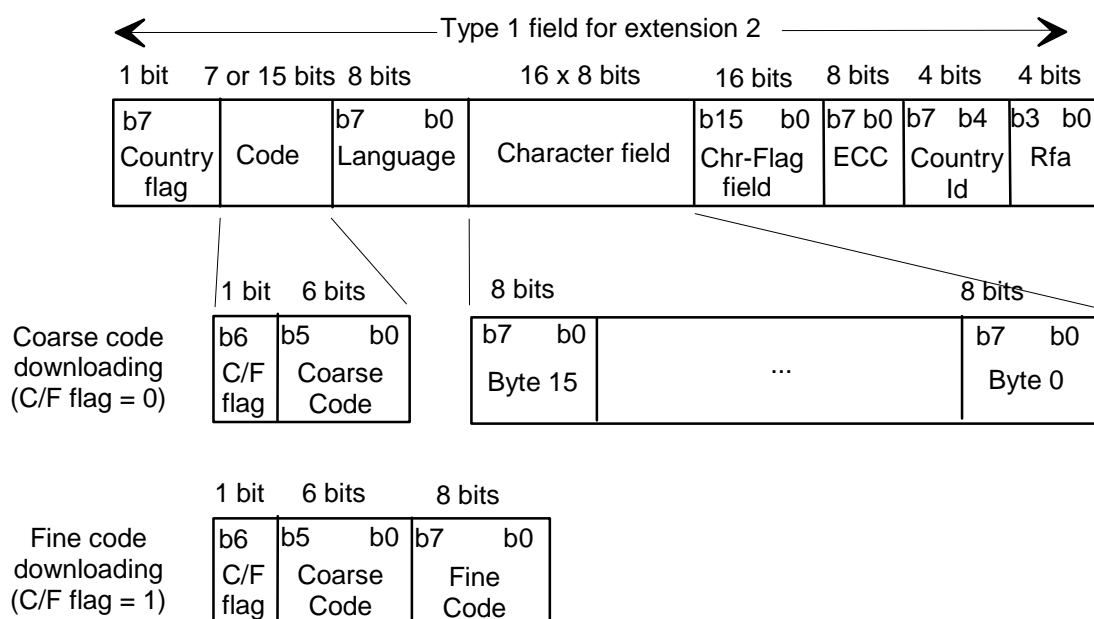 Type 1 field for extension 2
1 bit 7 or 15 bits 8 bits 16 x 8 bits 16 bits 8 bits 4 bits 4 bits
b7 b7 b0 b15 b0 b7 b0 b7 b4 b3 b0
Country Code Language Character field Chr-Flag ECC Country Rfa
flag field Id
1 bit 6 bits 8 bits 8 bits
Coarse code b6 b5 b0 b7 b0 b7 b0
downloading C/F Coarse Byte 15 ... Byte 0
(C/F flag = 0) flag Code
1 bit 6 bits 8 bits
Fine code b6 b5 b0 b7 b0
downloading C/F Coarse Fine
(C/F flag = 1) flag Code Code